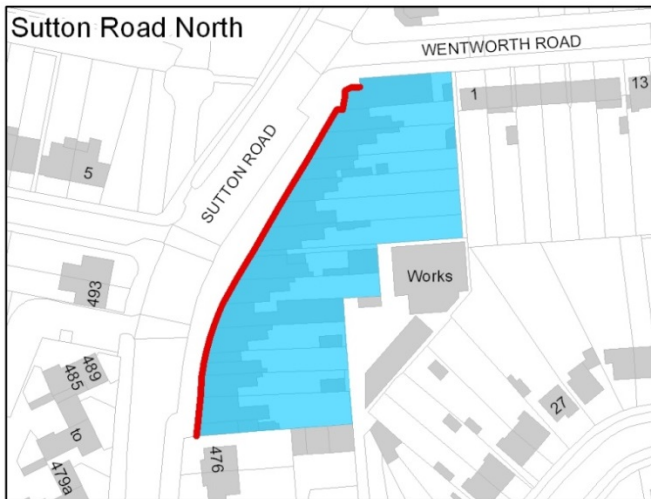 Sutton Road North
WENTWORTH ROAD
1
13
SUTTON ROAD
5
Works
493
489
485
to
479a
476
27